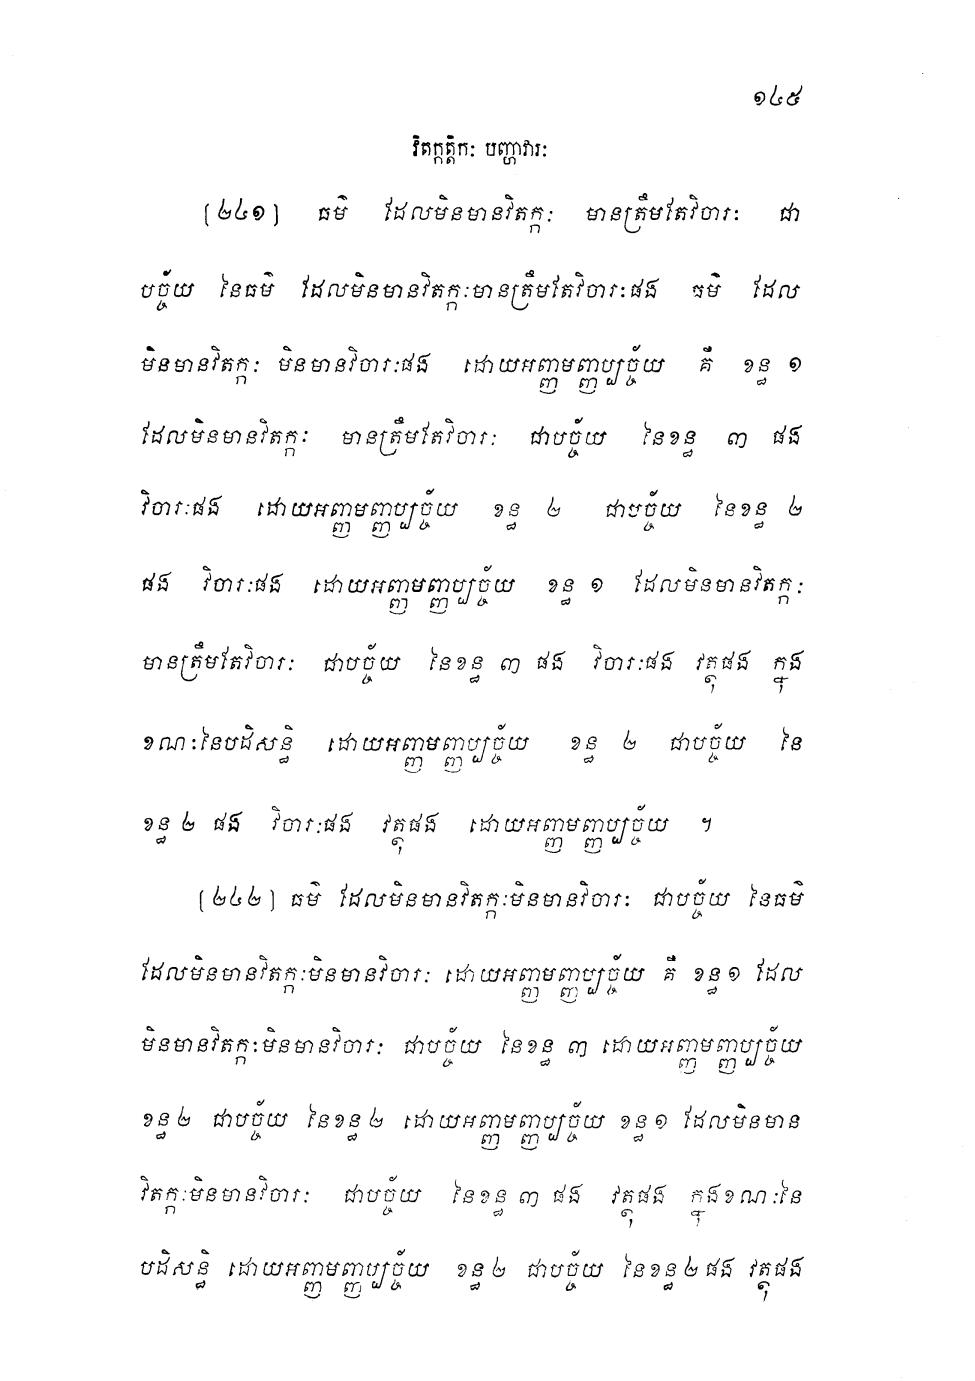 ១៤៥
វិតក្កត្តិកៈ បញ្ហាវារៈ
(២៤១) ធម៌ ដែលមិនមានវិតក្កៈ មានត្រឹមតែវិចារៈ ជា
បច្ច័យ នៃធម៌ ដែលមិនមានវិតក្កៈមានត្រឹមតែវិចារៈផង ធម៌ ដែល
មិនមានវិតក្កៈ មិនមានវិចារៈផង ដោយអញ្ញមញ្ញប្បច្ច័យ គឺ ខន្ធ ១
ដែលមិនមានវិតក្កៈ មានត្រឹមតែវិចារៈ ជាបច្ច័យ នៃខន្ធ ៣ ផង
វិចារៈផង ដោយអញ្ញមញ្ញប្បច្ច័យ ខន្ធ ២ ជាបច្ច័យ នៃខន្ធ ២
ផង វិចារៈផង ដោយអញ្ញមញ្ញប្បច្ច័យ ខន្ធ ១ ដែលមិនមានវិតក្កៈ
មានត្រឹមតែវិចារៈ ជាបច្ច័យ នៃខន្ធ ៣ ផង វិចារៈផង វត្ថុផង ក្នុង
ខណៈនៃបដិសន្ធិ ដោយអញ្ញមញ្ញប្បច្ច័យ ខន្ធ ២ ជាបច្ច័យ នៃ
ខន្ធ ២ ផង វិចារៈផង វត្ថុផង ដោយអញ្ញមញ្ញប្បច្ច័យ ។
(២៤២) ធម៌ ដែលមិនមានវិតក្កៈមិនមានវិចារៈ ជាបច្ច័យ នៃធម៌
ដែលមិនមានវិតក្កៈមិនមានវិចារៈ ដោយអញ្ញមញ្ញប្បច្ច័យ គឺ ខន្ធ ១ ដែល
មិនមានវិតក្កៈមិនមានវិចារៈ ជាបច្ច័យ នៃខន្ធ ៣ ដោយអញ្ញមញ្ញប្បច្ច័យ
ខន្ធ ២ ជាបច្ច័យ នៃខន្ធ ២ ដោយអញ្ញមញ្ញប្បច្ច័យ ខន្ធ ១ ដែលមិនមាន
វិតក្កៈមិនមានវិចារៈ ជាបច្ច័យ នៃខន្ធ ៣ ផង វត្ថុផង ក្នុងខណៈនៃ
បដិសន្ធិ ដោយអញ្ញមញ្ញប្បច្ច័យ ខន្ធ ២ ជាបច្ច័យ នៃខន្ធ ២ ផង វត្ថុផង